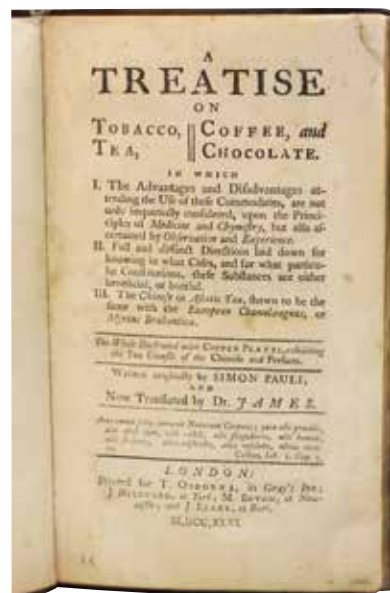 A
TREATISE
ON
TOBACCO, COFFEE, and
TEA, CHOCOLATE.
IN WHICH
I. The Advantages and Disadvantages at-
tending the Use of these Commodities, are not
only impartially considered, upon the Princi-
ples of Medicine and Chymistry, but also as-
certained by Observation and Experience.
II. Full and distinct Directions laid down for
knowing in what Cases, and for what particu-
lar Constitutions, these Substances are either
beneficial, or hurtful.
III. The Chinese or Asiatic Tea, shewn to be the
same with the European Chamæleagnus, or
Myrtus Brabantica.
The Whole Illustrated with COPPER PLATES, exhibiting
the Tea Utensils of the Chinese and Persians.
Written originally by SIMON PAULI,
AND
Now Translated by Dr. JAMES.
LONDON:
Printed for T. OSBORNE, in Gray's Inn;
J. HILDYARD, at York; M. BRYSON, at New-
castle; and J. LEAKE, at Bath.
M,DCC,XLVI.